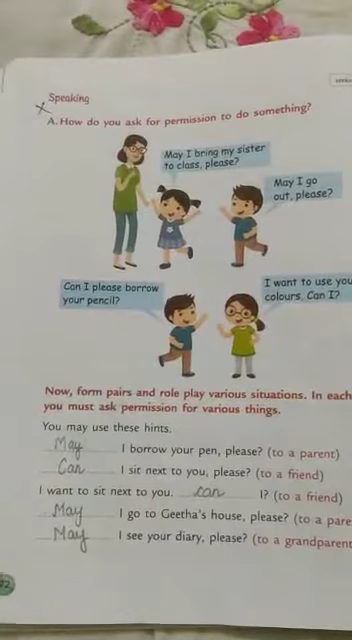 Speaking
A. How do you ask for permission to do something?
May I bring my sister
to class, please?
May I go
out, please?
Can I please borrow
your pencil?
I want to use you
colours. Can I?
Now, form pairs and role play various situations. In each
you must ask permission for various things.
You may use these hints.
May I borrow your pen, please? (to a parent)
Can I sit next to you, please? (to a friend)
I want to sit next to you. can I? (to a friend)
May I go to Geetha's house, please? (to a pare
May I see your diary, please? (to a grandparent